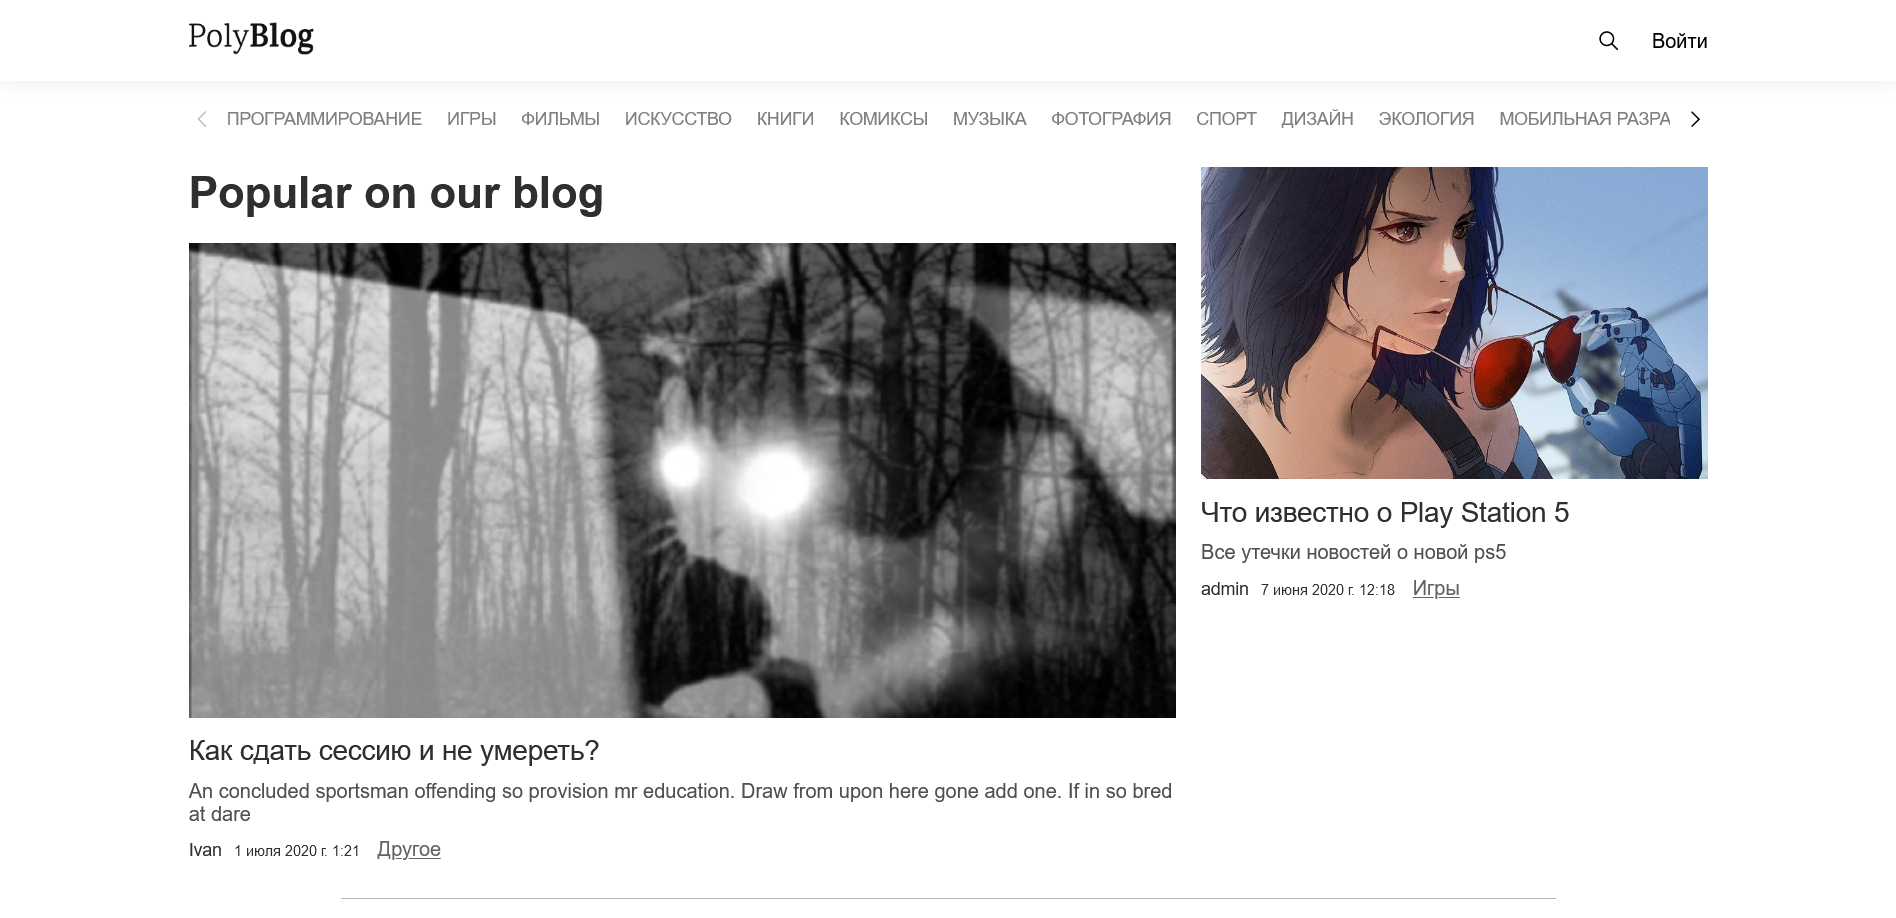 PolyBlog
Войти
ПРОГРАММИРОВАНИЕ ИГРЫ ФИЛЬМЫ ИСКУССТВО КНИГИ КОМИКСЫ МУЗЫКА ФОТОГРАФИЯ СПОРТ ДИЗАЙН ЭКОЛОГИЯ МОБИЛЬНАЯ РАЗРА
Popular on our blog
Как сдать сессию и не умереть?
An concluded sportsman offending so provision mr education. Draw from upon here gone add one. If in so bred
at dare
Ivan 1 июля 2020 г. 1:21 Другое
Что известно о Play Station 5
Все утечки новостей о новой ps5
admin 7 июня 2020 г. 12:18 Игры